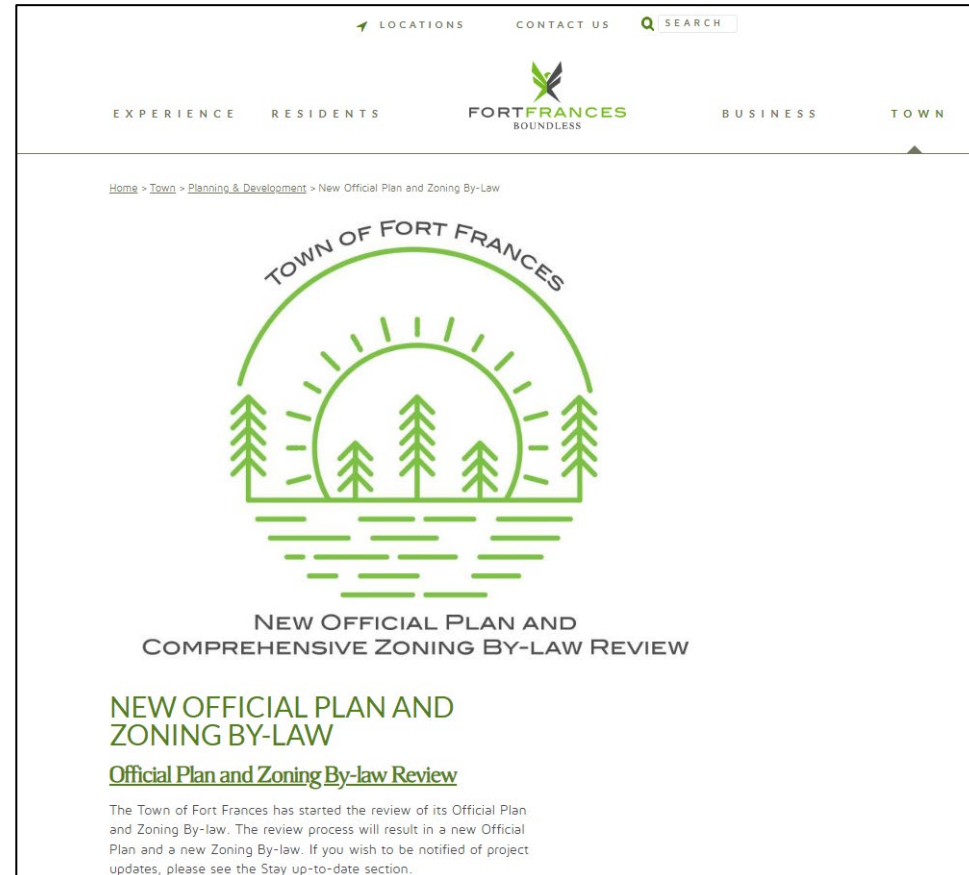 LOCATIONS CONTACT US SEARCH
EXPERIENCE RESIDENTS FORTFRANCES BUSINESS TOWN
BOUNDLESS
Home > Town > Planning & Development > New Official Plan and Zoning By-Law
TOWN OF FORT FRANCES
NEW OFFICIAL PLAN AND
COMPREHENSIVE ZONING BY-LAW REVIEW
NEW OFFICIAL PLAN AND
ZONING BY-LAW
Official Plan and Zoning By-law Review
The Town of Fort Frances has started the review of its Official Plan
and Zoning By-law. The review process will result in a new Official
Plan and a new Zoning By-law. If you wish to be notified of project
updates, please see the Stay up-to-date section.